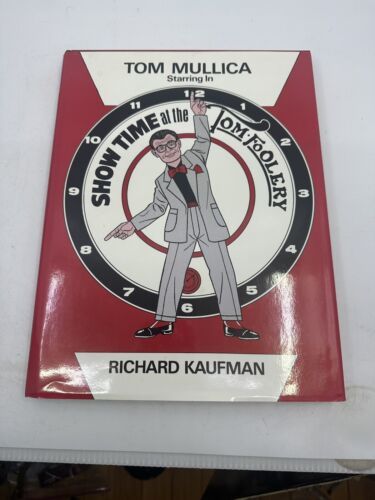 TOM MULLICA
Starring In
SHOW TIME at the
TOM-FOOLERY
12
1
2
3
4
5
6
7
8
9
10
11
RICHARD KAUFMAN